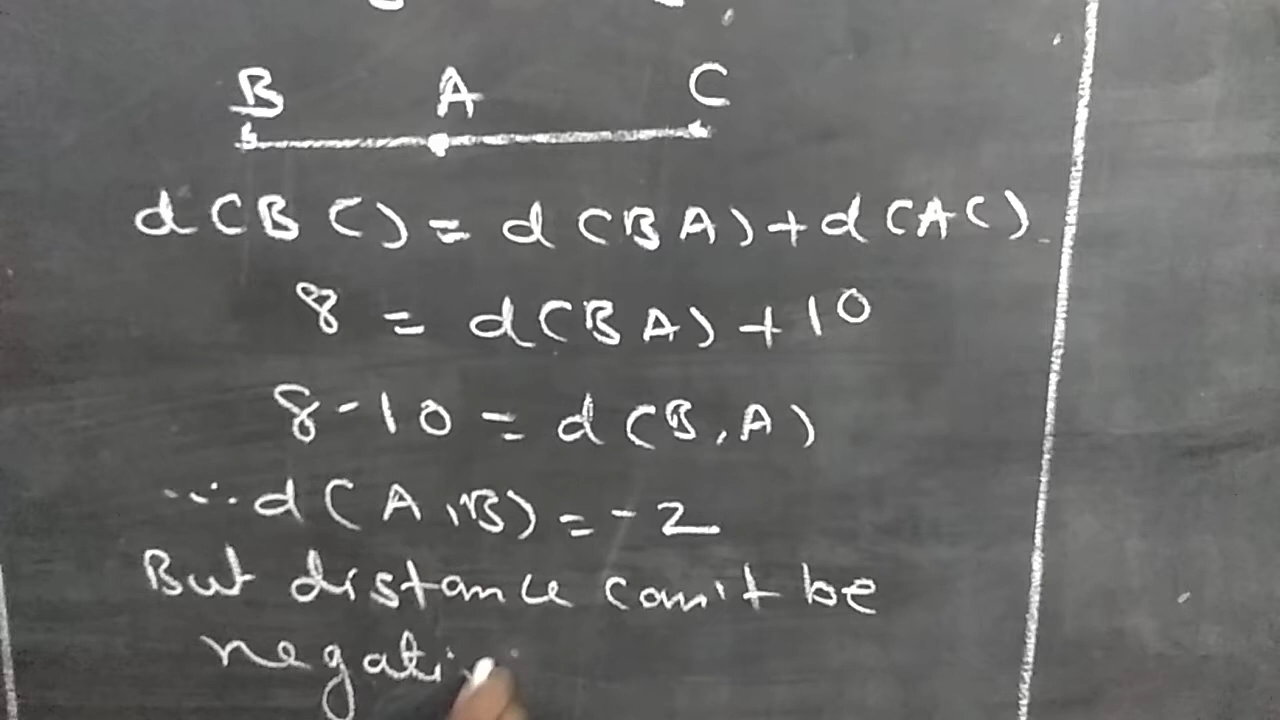 B A C
d(BC) = d(BA) + d(AC)
8 = d(BA) + 10
8 - 10 = d(B, A)
∴ d(A, B) = -2
But distance can't be
negati